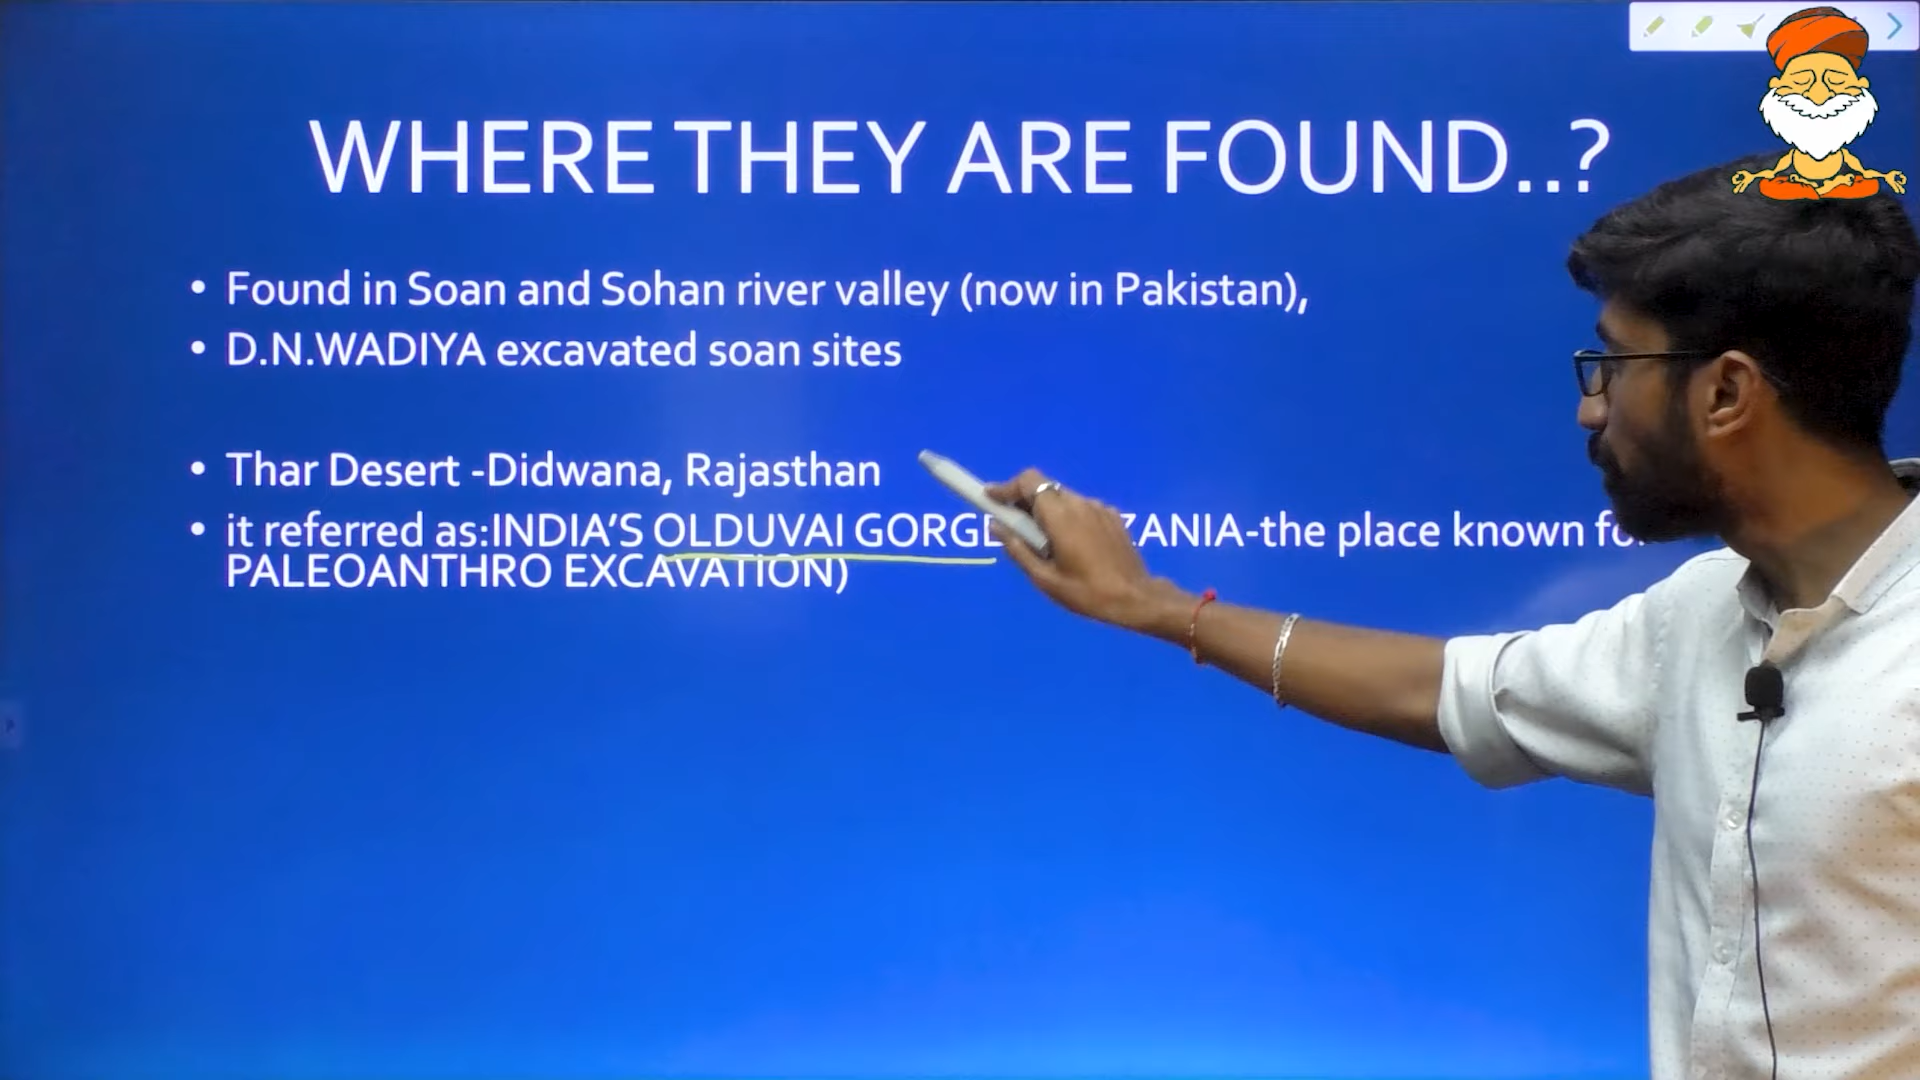 WHERE THEY ARE FOUND..?
• Found in Soan and Sohan river valley (now in Pakistan),
• D.N.WADIYA excavated soan sites
• Thar Desert -Didwana, Rajasthan
• it referred as:INDIA'S OLDUVAI GORGE ZANIA-the place known for
PALEOANTHRO EXCAVATION)